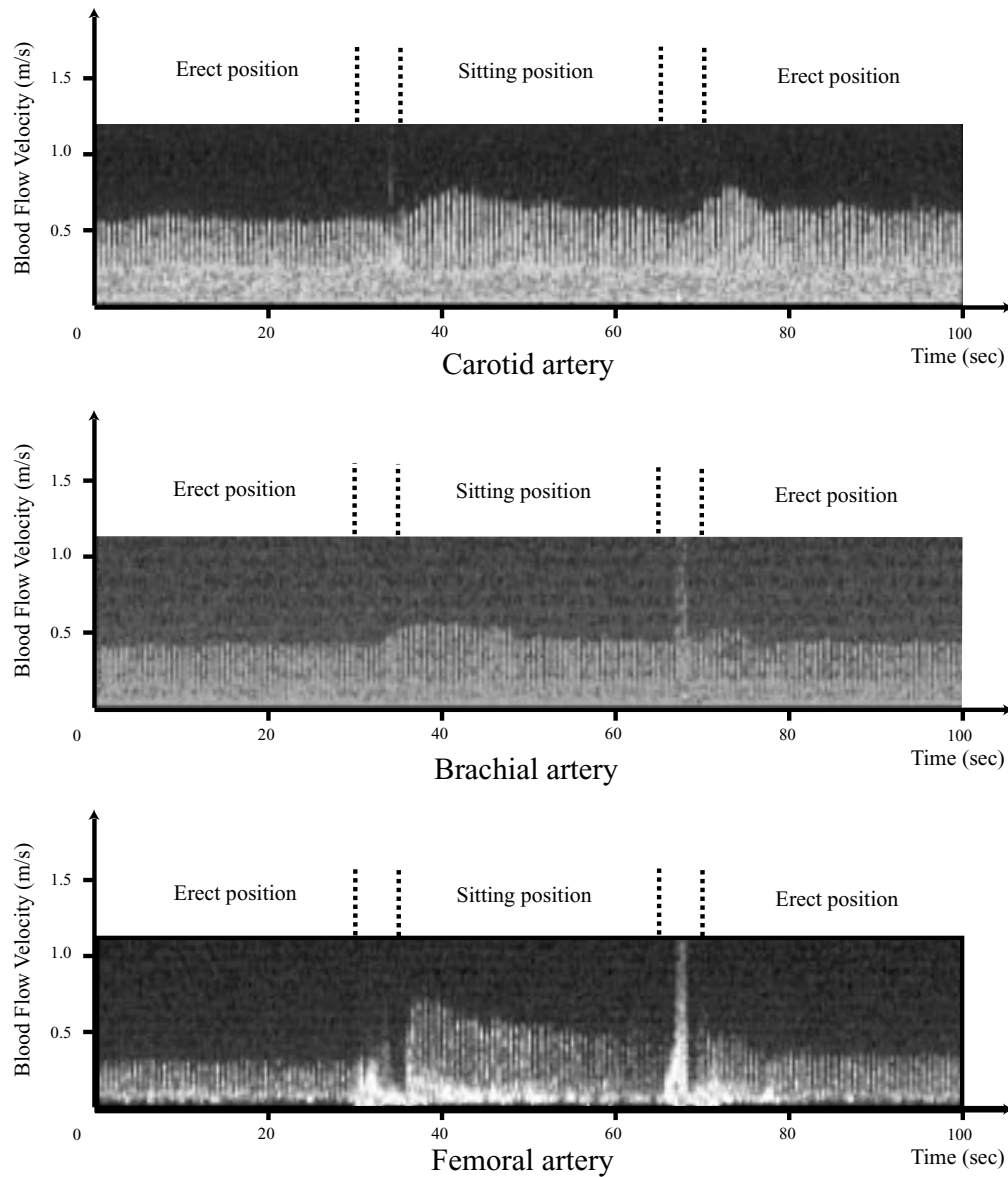 Blood Flow Velocity (m/s)
1.5
1.0
0.5
Erect position
Sitting position
Erect position
0
20
40
60
80
100
Time (sec)
Carotid artery
Blood Flow Velocity (m/s)
1.5
1.0
0.5
Erect position
Sitting position
Erect position
0
20
40
60
80
100
Time (sec)
Brachial artery
Blood Flow Velocity (m/s)
1.5
1.0
0.5
Erect position
Sitting position
Erect position
0
20
40
60
80
100
Time (sec)
Femoral artery